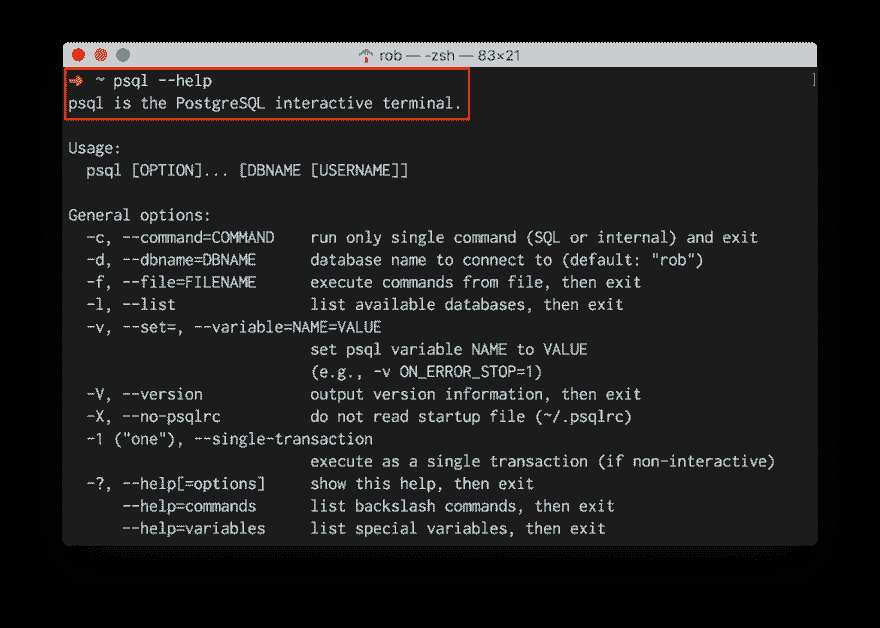 rob — -zsh — 83×21
~ psql --help
psql is the PostgreSQL interactive terminal.
Usage:
psql [OPTION]... [DBNAME [USERNAME]]
General options:
-c, --command=COMMAND    run only single command (SQL or internal) and exit
-d, --dbname=DBNAME      database name to connect to (default: "rob")
-f, --file=FILENAME      execute commands from file, then exit
-l, --list               list available databases, then exit
-v, --set=, --variable=NAME=VALUE
set psql variable NAME to VALUE
(e.g., -v ON_ERROR_STOP=1)
-V, --version            output version information, then exit
-X, --no-psqlrc          do not read startup file (~/.psqlrc)
-1 ("one"), --single-transaction
execute as a single transaction (if non-interactive)
-?, --help[=options]     show this help, then exit
--help=commands      list backslash commands, then exit
--help=variables     list special variables, then exit